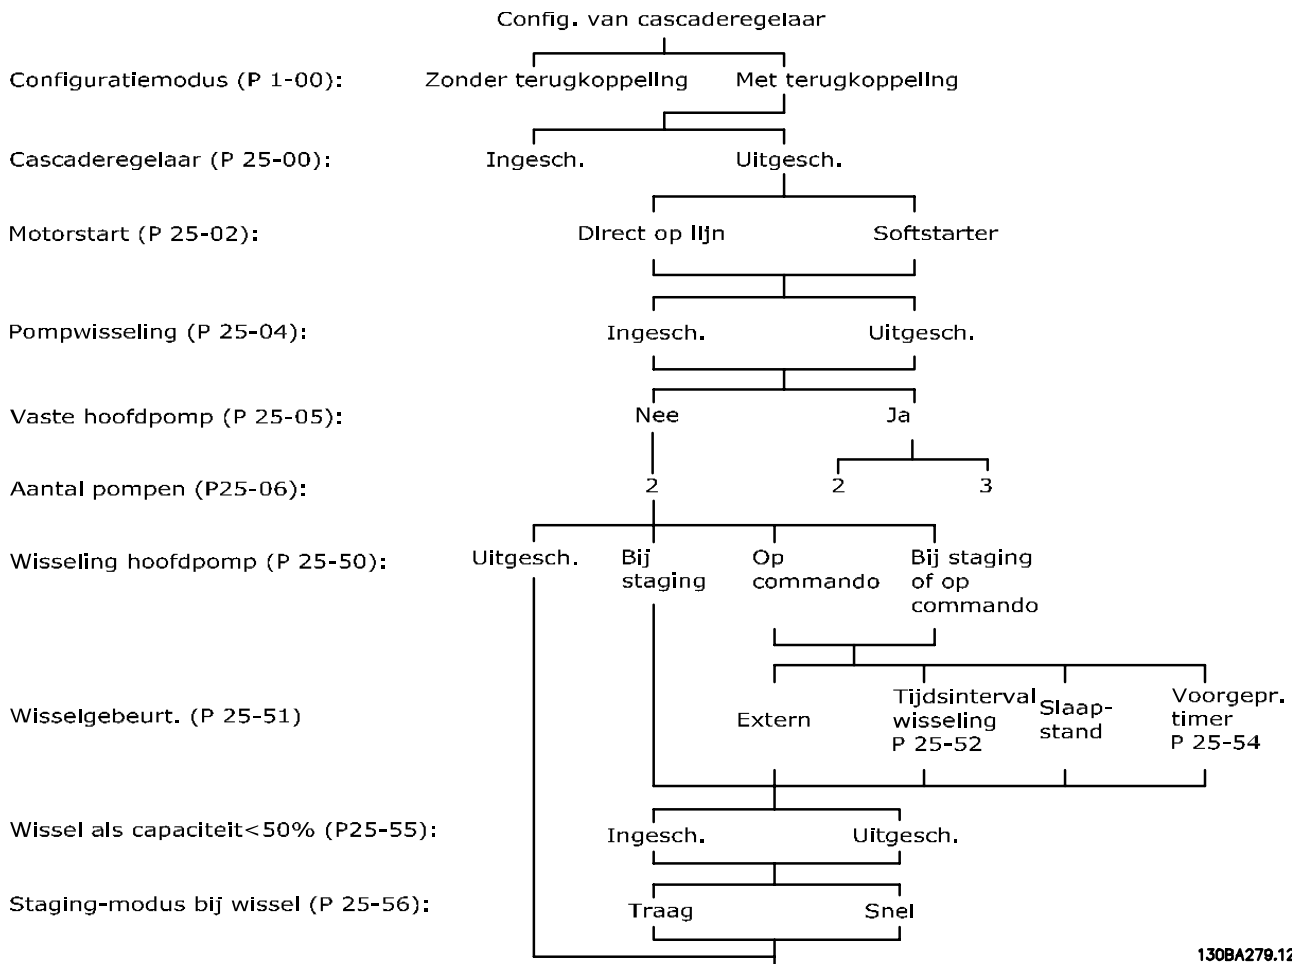 Config. van cascaderegelaar
Configuratiemodus (P 1-00): Zonder terugkoppellng Met terugkoppellng
Cascaderegelaar (P 25-00): Ingesch. Uitgesch.
Motorstart (P 25-02): DIrect op lIjn Softstarter
Pompwisseling (P 25-04): Ingesch. Uitgesch.
Vaste hoofdpomp (P 25-05): Nee Ja
Aantal pompen (P25-06): 2 2 3
Wisseling hoofdpomp (P 25-50): Uitgesch. Bij staging Op commando Bij staging of op commando
Wisselgebeurt. (P 25-51) Extern Tijdsinterval wisseling P 25-52 Slaap-stand Voorgepr. timer P 25-54
Wissel als capaciteit<50% (P25-55): Ingesch. Uitgesch.
Staging-modus bij wissel (P 25-56): Traag Snel
130BA279.12